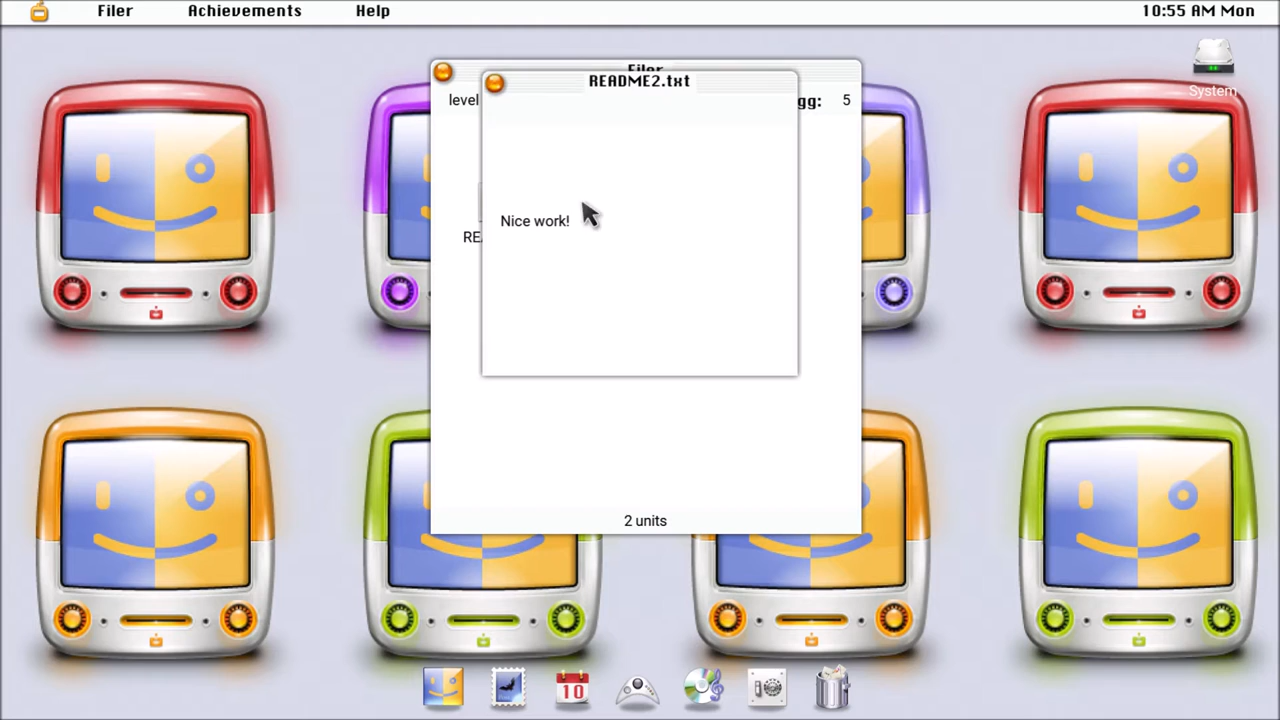 Filer Achievements Help 10:55 AM Mon
Filer
README2.txt
level gg: 5
System
Nice work!
RE
2 units
10